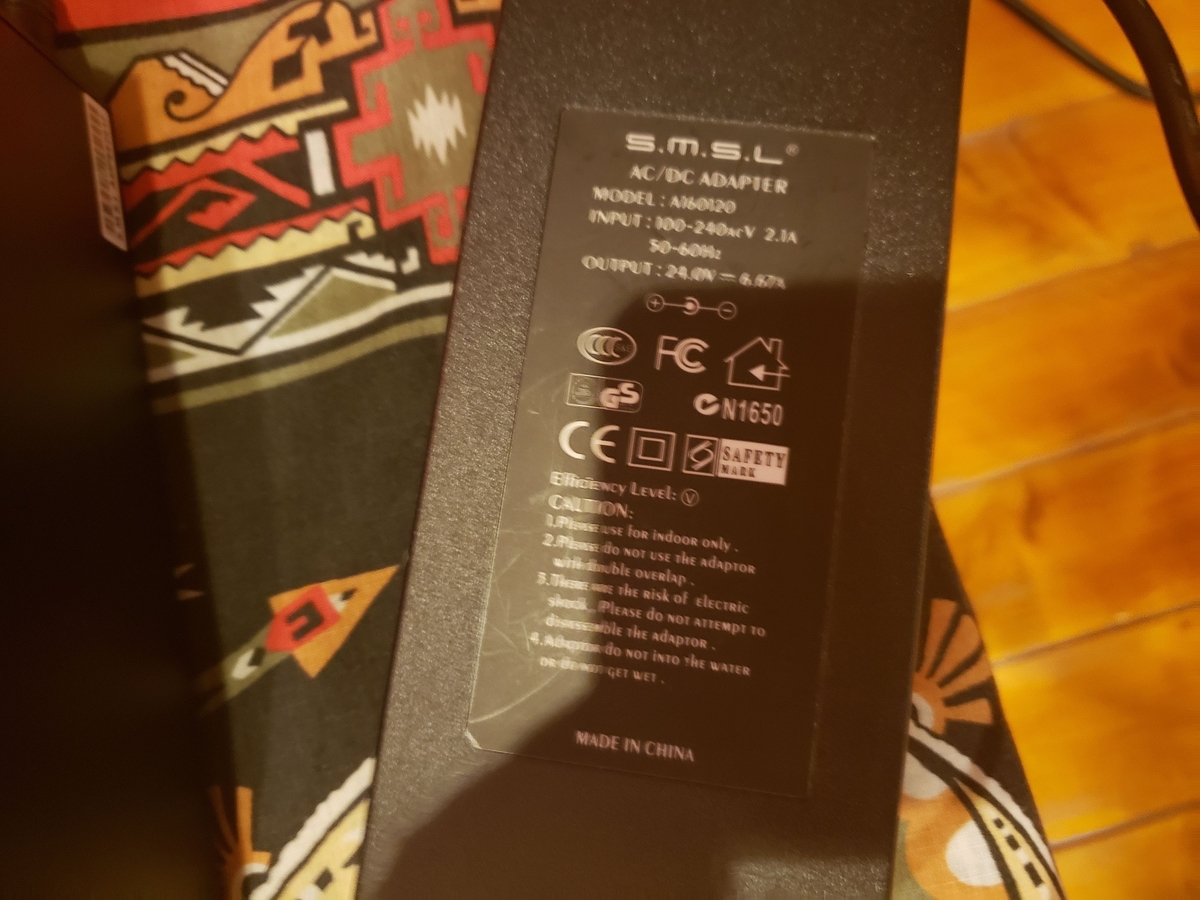 S.M.S.L®
AC/DC ADAPTER
MODEL : A160120
INPUT : 100-240acV 2.1A
50-60Hz
OUTPUT : 24.0V ⎓ 6.67A
+ -
CCC FC
GS N1650
CE SAFETY
MARK
Efficiency Level: Ⓥ
CAUTION:
1.Please use for indoor only .
2.Please do not use the adaptor
with double overlap .
3.There are the risk of electric
shock . Please do not attempt to
disassemble the adaptor .
4.Adaptor do not into the water
or do not get wet .
MADE IN CHINA